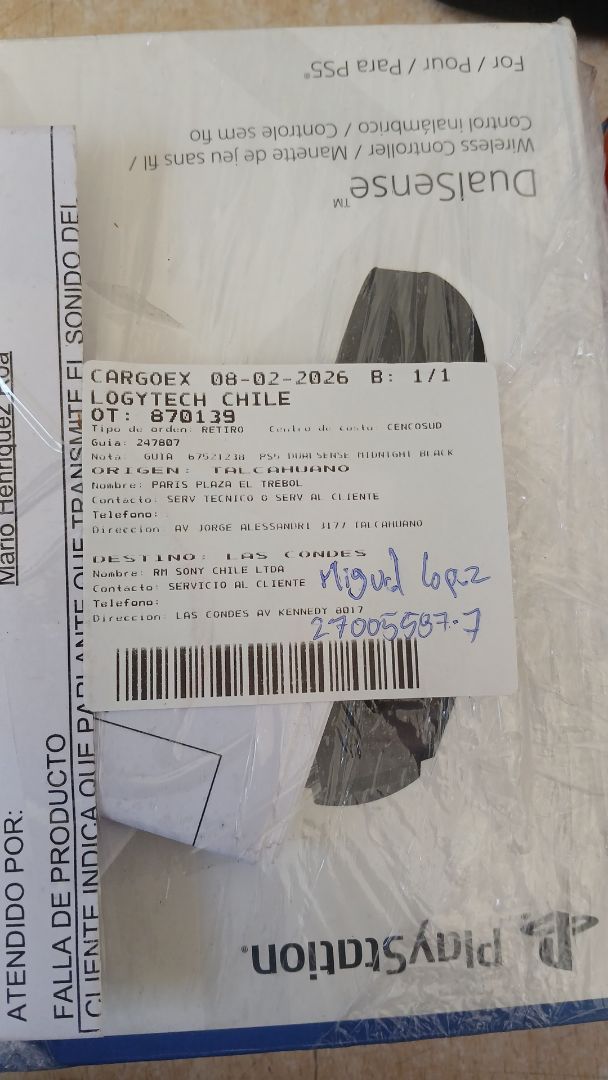 For / Pour / Para PS5®
Wireless Controller / Manette de jeu sans fil /
Control inalámbrico / Controle sem fio
DualSense™
CARGOEX 08-02-2026 B: 1/1
LOGYTECH CHILE
OT: 870139
Tipo de orden: RETIRO Centro de costo: CENCOSUD
Guia: 247807
Nota: GUIA 67521238 PS5 DUALSENSE MIDNIGHT BLACK
ORIGEN: TALCAHUANO
Nombre: PARIS PLAZA EL TREBOL
Contacto: SERV TECNICO O SERV AL CLIENTE
Telefono:
Direccion: AV JORGE ALESSANDRI 3177 TALCAHUANO
DESTINO: LAS CONDES
Nombre: RM SONY CHILE LTDA
Contacto: SERVICIO AL CLIENTE
Telefono:
Direccion: LAS CONDES AV KENNEDY 8017
Miguel Lopez
27005587-7
Mario Henriquez
ATENDIDO POR:
FALLA DE PRODUCTO
CLIENTE INDICA QUE PARLANTE QUE TRANSMITE EL SONIDO DEL
PlayStation®